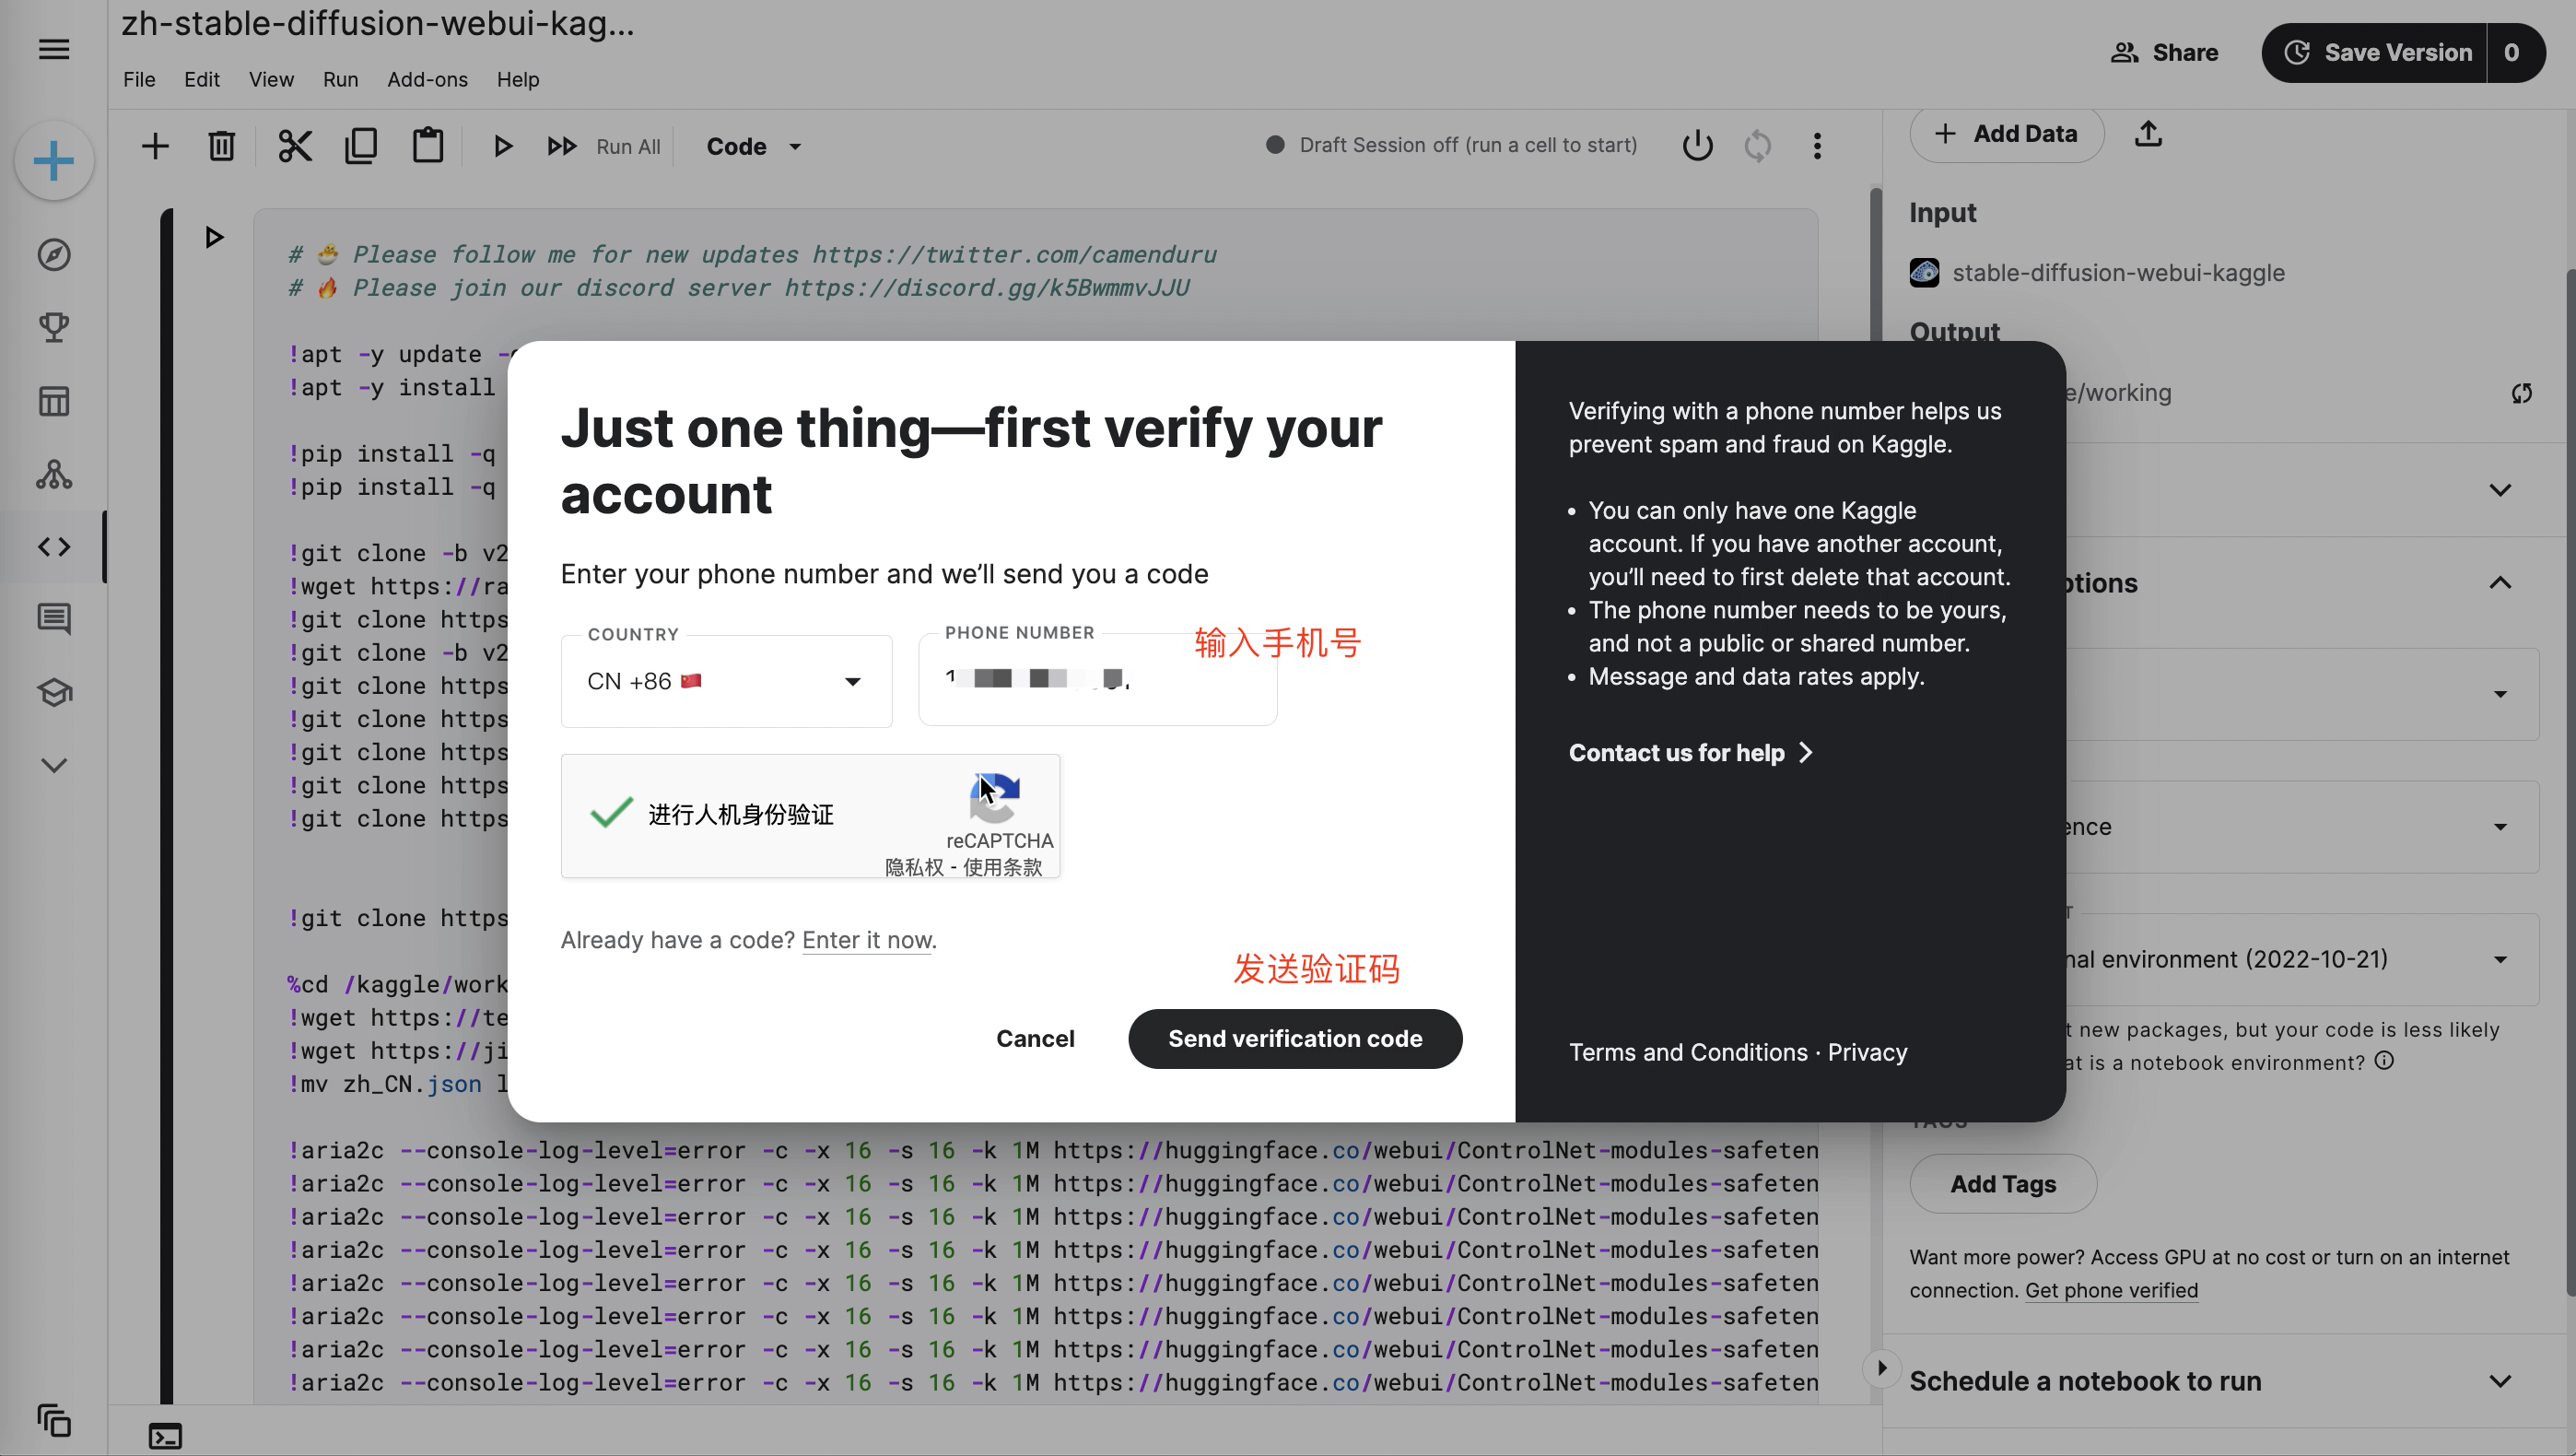 zh-stable-diffusion-webui-kag...
File Edit View Run Add-ons Help
Share
Save Version 0
Run All
Code
Draft Session off (run a cell to start)
Add Data
Input
stable-diffusion-webui-kaggle
Output
e/working
# 🐣 Please follow me for new updates https://twitter.com/camenduru
# 🔥 Please join our discord server https://discord.gg/k5BwmmvJJU
!apt -y update -
!apt -y install
!pip install -q
!pip install -q
!git clone -b v2
!wget https://ra
!git clone https
!git clone -b v2
!git clone https
!git clone https
!git clone https
!git clone https
!git clone https
!git clone https
%cd /kaggle/work
!wget https://te
!wget https://ji
!mv zh_CN.json l
!aria2c --console-log-level=error -c -x 16 -s 16 -k 1M https://huggingface.co/webui/ControlNet-modules-safeten
!aria2c --console-log-level=error -c -x 16 -s 16 -k 1M https://huggingface.co/webui/ControlNet-modules-safeten
!aria2c --console-log-level=error -c -x 16 -s 16 -k 1M https://huggingface.co/webui/ControlNet-modules-safeten
!aria2c --console-log-level=error -c -x 16 -s 16 -k 1M https://huggingface.co/webui/ControlNet-modules-safeten
!aria2c --console-log-level=error -c -x 16 -s 16 -k 1M https://huggingface.co/webui/ControlNet-modules-safeten
!aria2c --console-log-level=error -c -x 16 -s 16 -k 1M https://huggingface.co/webui/ControlNet-modules-safeten
!aria2c --console-log-level=error -c -x 16 -s 16 -k 1M https://huggingface.co/webui/ControlNet-modules-safeten
!aria2c --console-log-level=error -c -x 16 -s 16 -k 1M https://huggingface.co/webui/ControlNet-modules-safeten
Just one thing—first verify your
account
Enter your phone number and we'll send you a code
COUNTRY
CN +86 🇨🇳
PHONE NUMBER
输入手机号
进行人机身份验证
reCAPTCHA
隐私权 - 使用条款
Already have a code? Enter it now.
发送验证码
Cancel
Send verification code
Verifying with a phone number helps us
prevent spam and fraud on Kaggle.
• You can only have one Kaggle
account. If you have another account,
you'll need to first delete that account.
• The phone number needs to be yours,
and not a public or shared number.
• Message and data rates apply.
Contact us for help
Terms and Conditions · Privacy
ptions
ence
nal environment (2022-10-21)
t new packages, but your code is less likely
at is a notebook environment?
TAGS
Add Tags
Want more power? Access GPU at no cost or turn on an internet
connection. Get phone verified
Schedule a notebook to run